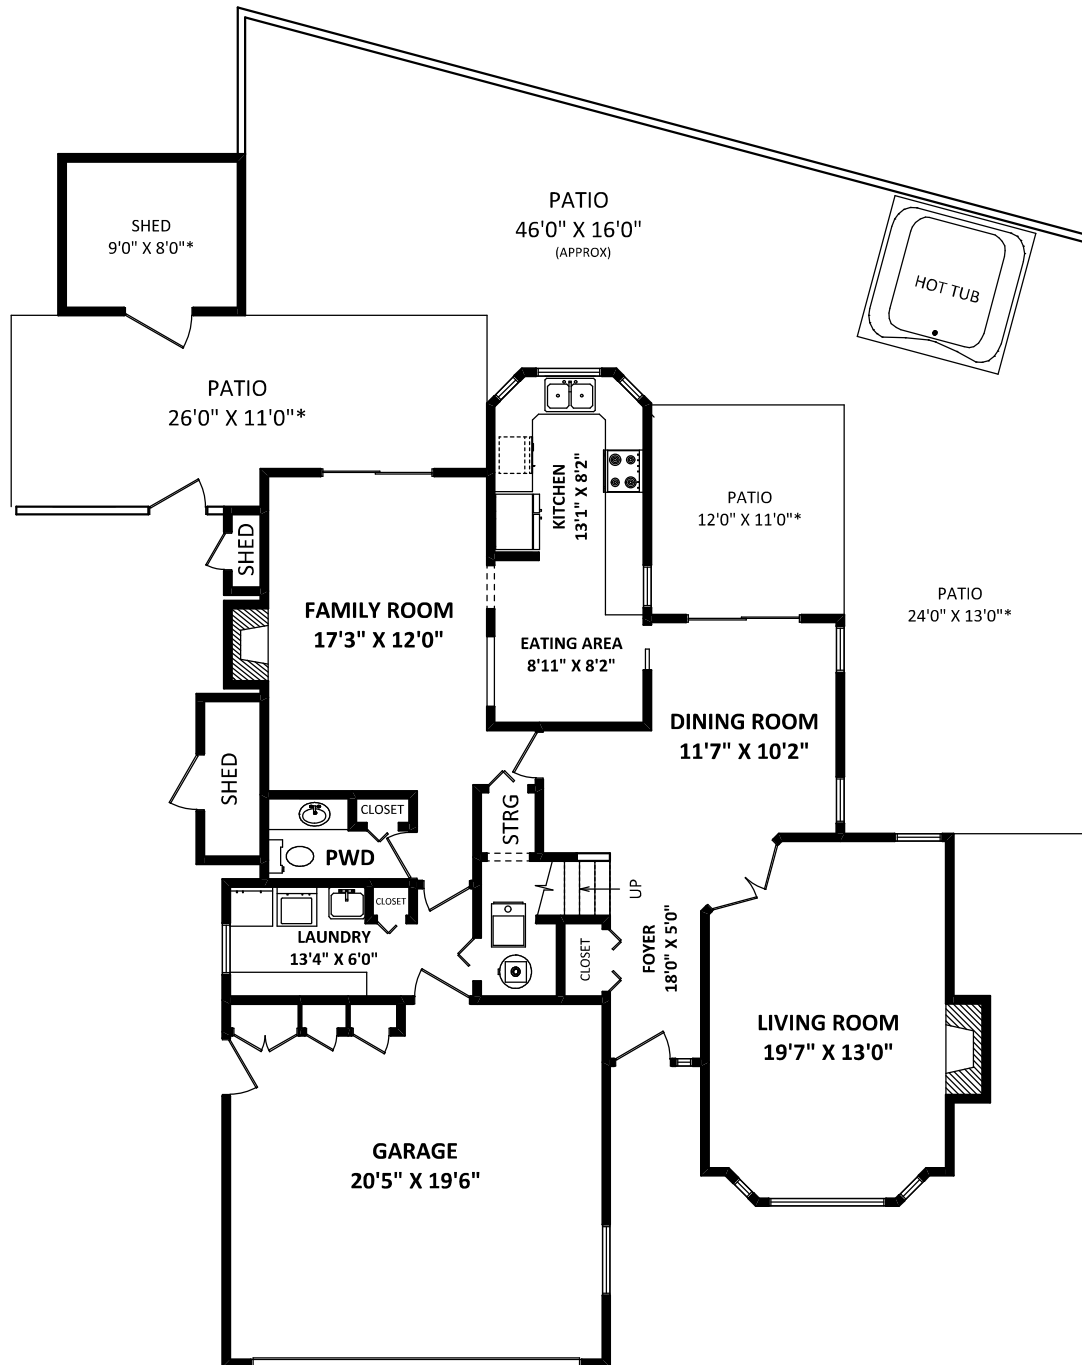 PATIO
46'0" X 16'0"
(APPROX)
SHED
9'0" X 8'0"*
HOT TUB
PATIO
26'0" X 11'0"*
KITCHEN
13'1" X 8'2"
PATIO
12'0" X 11'0"*
SHED
PATIO
24'0" X 13'0"*
FAMILY ROOM
17'3" X 12'0"
EATING AREA
8'11" X 8'2"
DINING ROOM
11'7" X 10'2"
SHED
CLOSET
STRG
PWD
UP
CLOSET
LAUNDRY
13'4" X 6'0"
CLOSET
FOYER
18'0" X 5'0"
LIVING ROOM
19'7" X 13'0"
GARAGE
20'5" X 19'6"